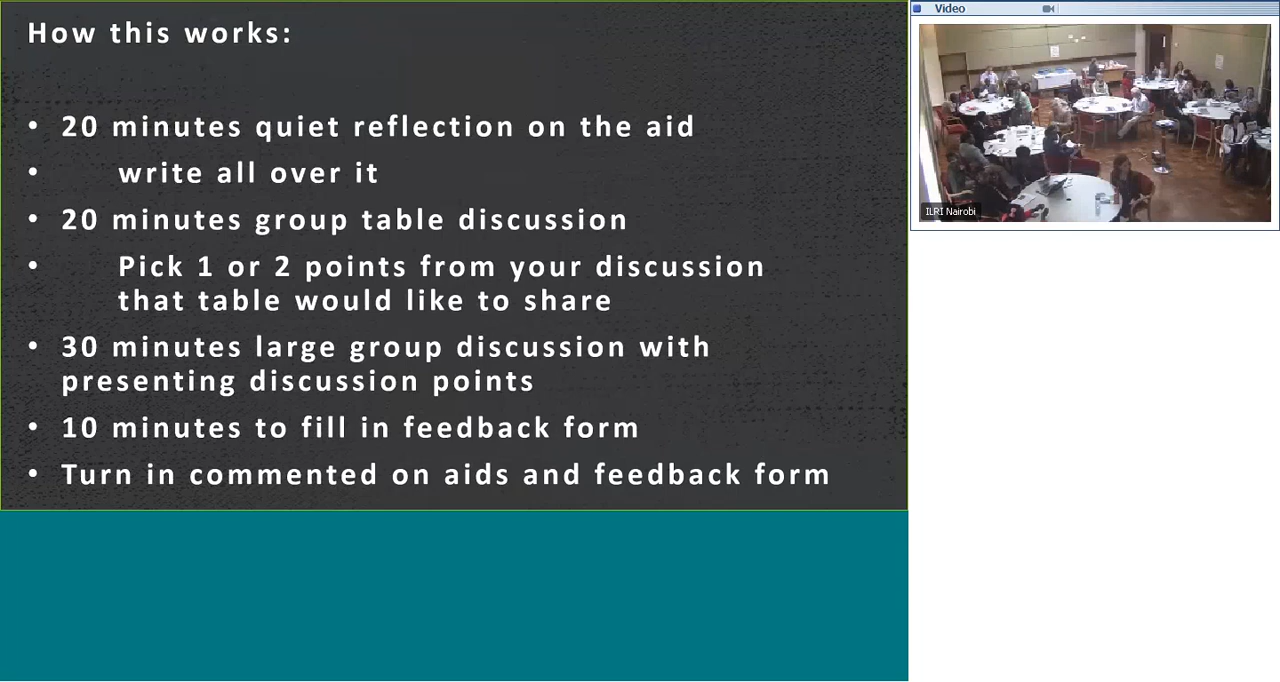 How this works:
• 20 minutes quiet reflection on the aid
• write all over it
• 20 minutes group table discussion
• Pick 1 or 2 points from your discussion
that table would like to share
• 30 minutes large group discussion with
presenting discussion points
• 10 minutes to fill in feedback form
• Turn in commented on aids and feedback form
Video
ILRI Nairobi